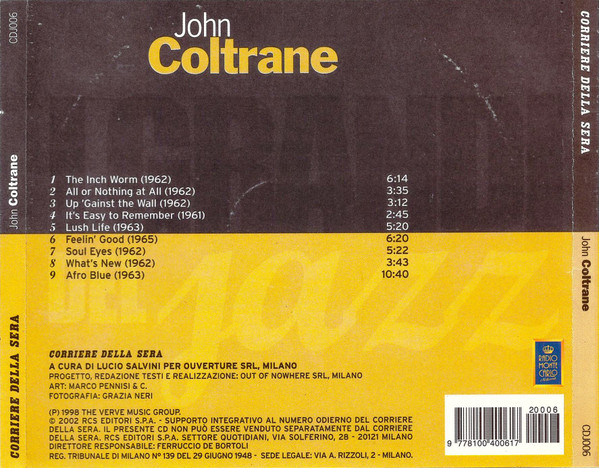 CDJ006
John Coltrane
CORRIERE DELLA SERA
John
Coltrane
I GRANDI
DEL jazz
1 The Inch Worm (1962) 6:14
2 All or Nothing at All (1962) 3:35
3 Up 'Gainst the Wall (1962) 3:12
4 It's Easy to Remember (1961) 2:45
5 Lush Life (1963) 5:20
6 Feelin' Good (1965) 6:20
7 Soul Eyes (1962) 5:22
8 What's New (1962) 3:43
9 Afro Blue (1963) 10:40
CORRIERE DELLA SERA
A CURA DI LUCIO SALVINI PER OUVERTURE SRL, MILANO
PROGETTO, REDAZIONE TESTI E REALIZZAZIONE: OUT OF NOWHERE SRL, MILANO
ART: MARCO PENNISI & C.
FOTOGRAFIA: GRAZIA NERI
(P) 1998 THE VERVE MUSIC GROUP.
© 2002 RCS EDITORI S.P.A. - SUPPORTO INTEGRATIVO AL NUMERO ODIERNO DEL CORRIERE
DELLA SERA. IL PRESENTE CD NON PUÒ ESSERE VENDUTO SEPARATAMENTE DAL CORRIERE
DELLA SERA. RCS EDITORI S.P.A. SETTORE QUOTIDIANI, VIA SOLFERINO, 28 - 20121 MILANO
DIRETTORE RESPONSABILE: FERRUCCIO DE BORTOLI
REG. TRIBUNALE DI MILANO Nº 139 DEL 29 GIUGNO 1948 - SEDE LEGALE: VIA A. RIZZOLI, 2 - MILANO.
RADIO
MONTE
CARLO
20006
9 778100 400617
CORRIERE DELLA SERA
John Coltrane
CDJ006